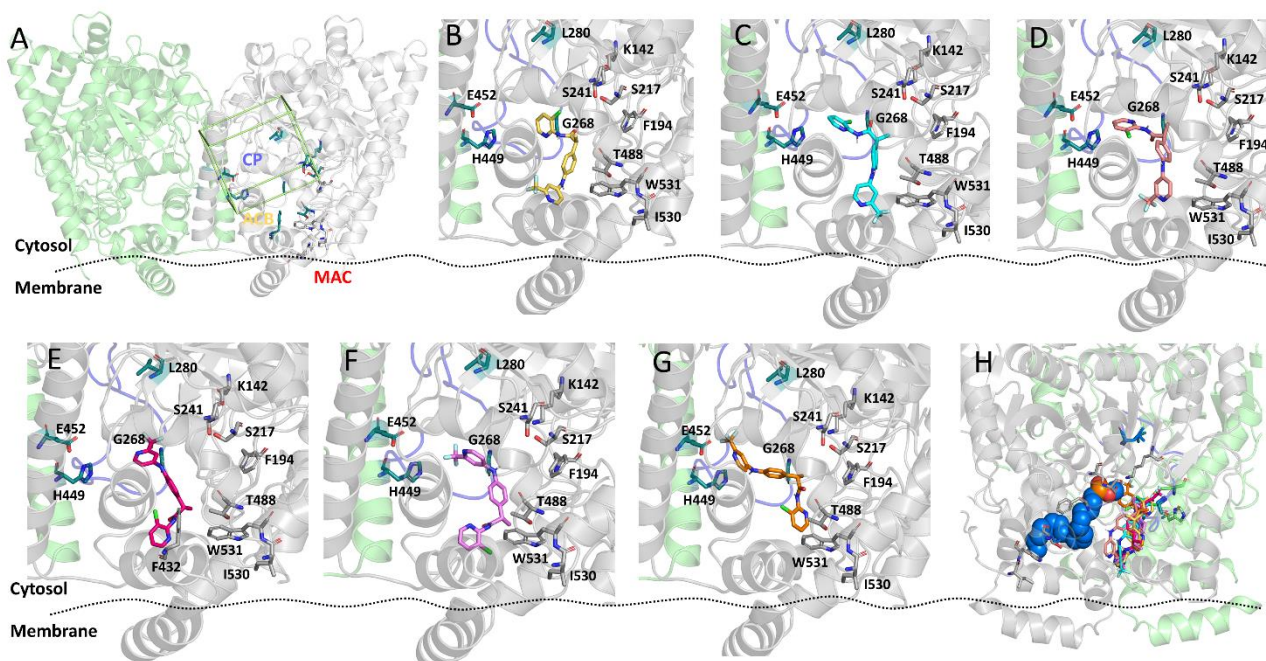 A
CP
ACB
Cytosol
Membrane
MAC
B
L280
K142
S241
S217
E452
G268
F194
H449
T488
W531
I530
C
L280
K142
S241
S217
E452
G268
F194
H449
T488
W531
I530
D
L280
K142
S241
S217
E452
G268
F194
H449
T488
W531
I530
E
L280
K142
S241
S217
E452
G268
F194
H449
T488
W531
F432
I530
Cytosol
Membrane
F
L280
K142
S241
S217
E452
G268
F194
H449
T488
W531
I530
G
L280
K142
S241
S217
E452
G268
F194
H449
T488
W531
I530
H